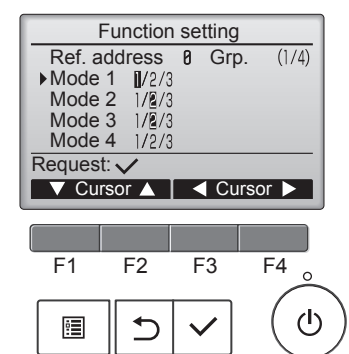 Function setting
Ref. address 0 Grp. (1/4)
▶Mode 1 1/2/3
Mode 2 1/2/3
Mode 3 1/2/3
Mode 4 1/2/3
Request: ✓
▼ Cursor ▲ ◀ Cursor ▶
F1 F2 F3 F4